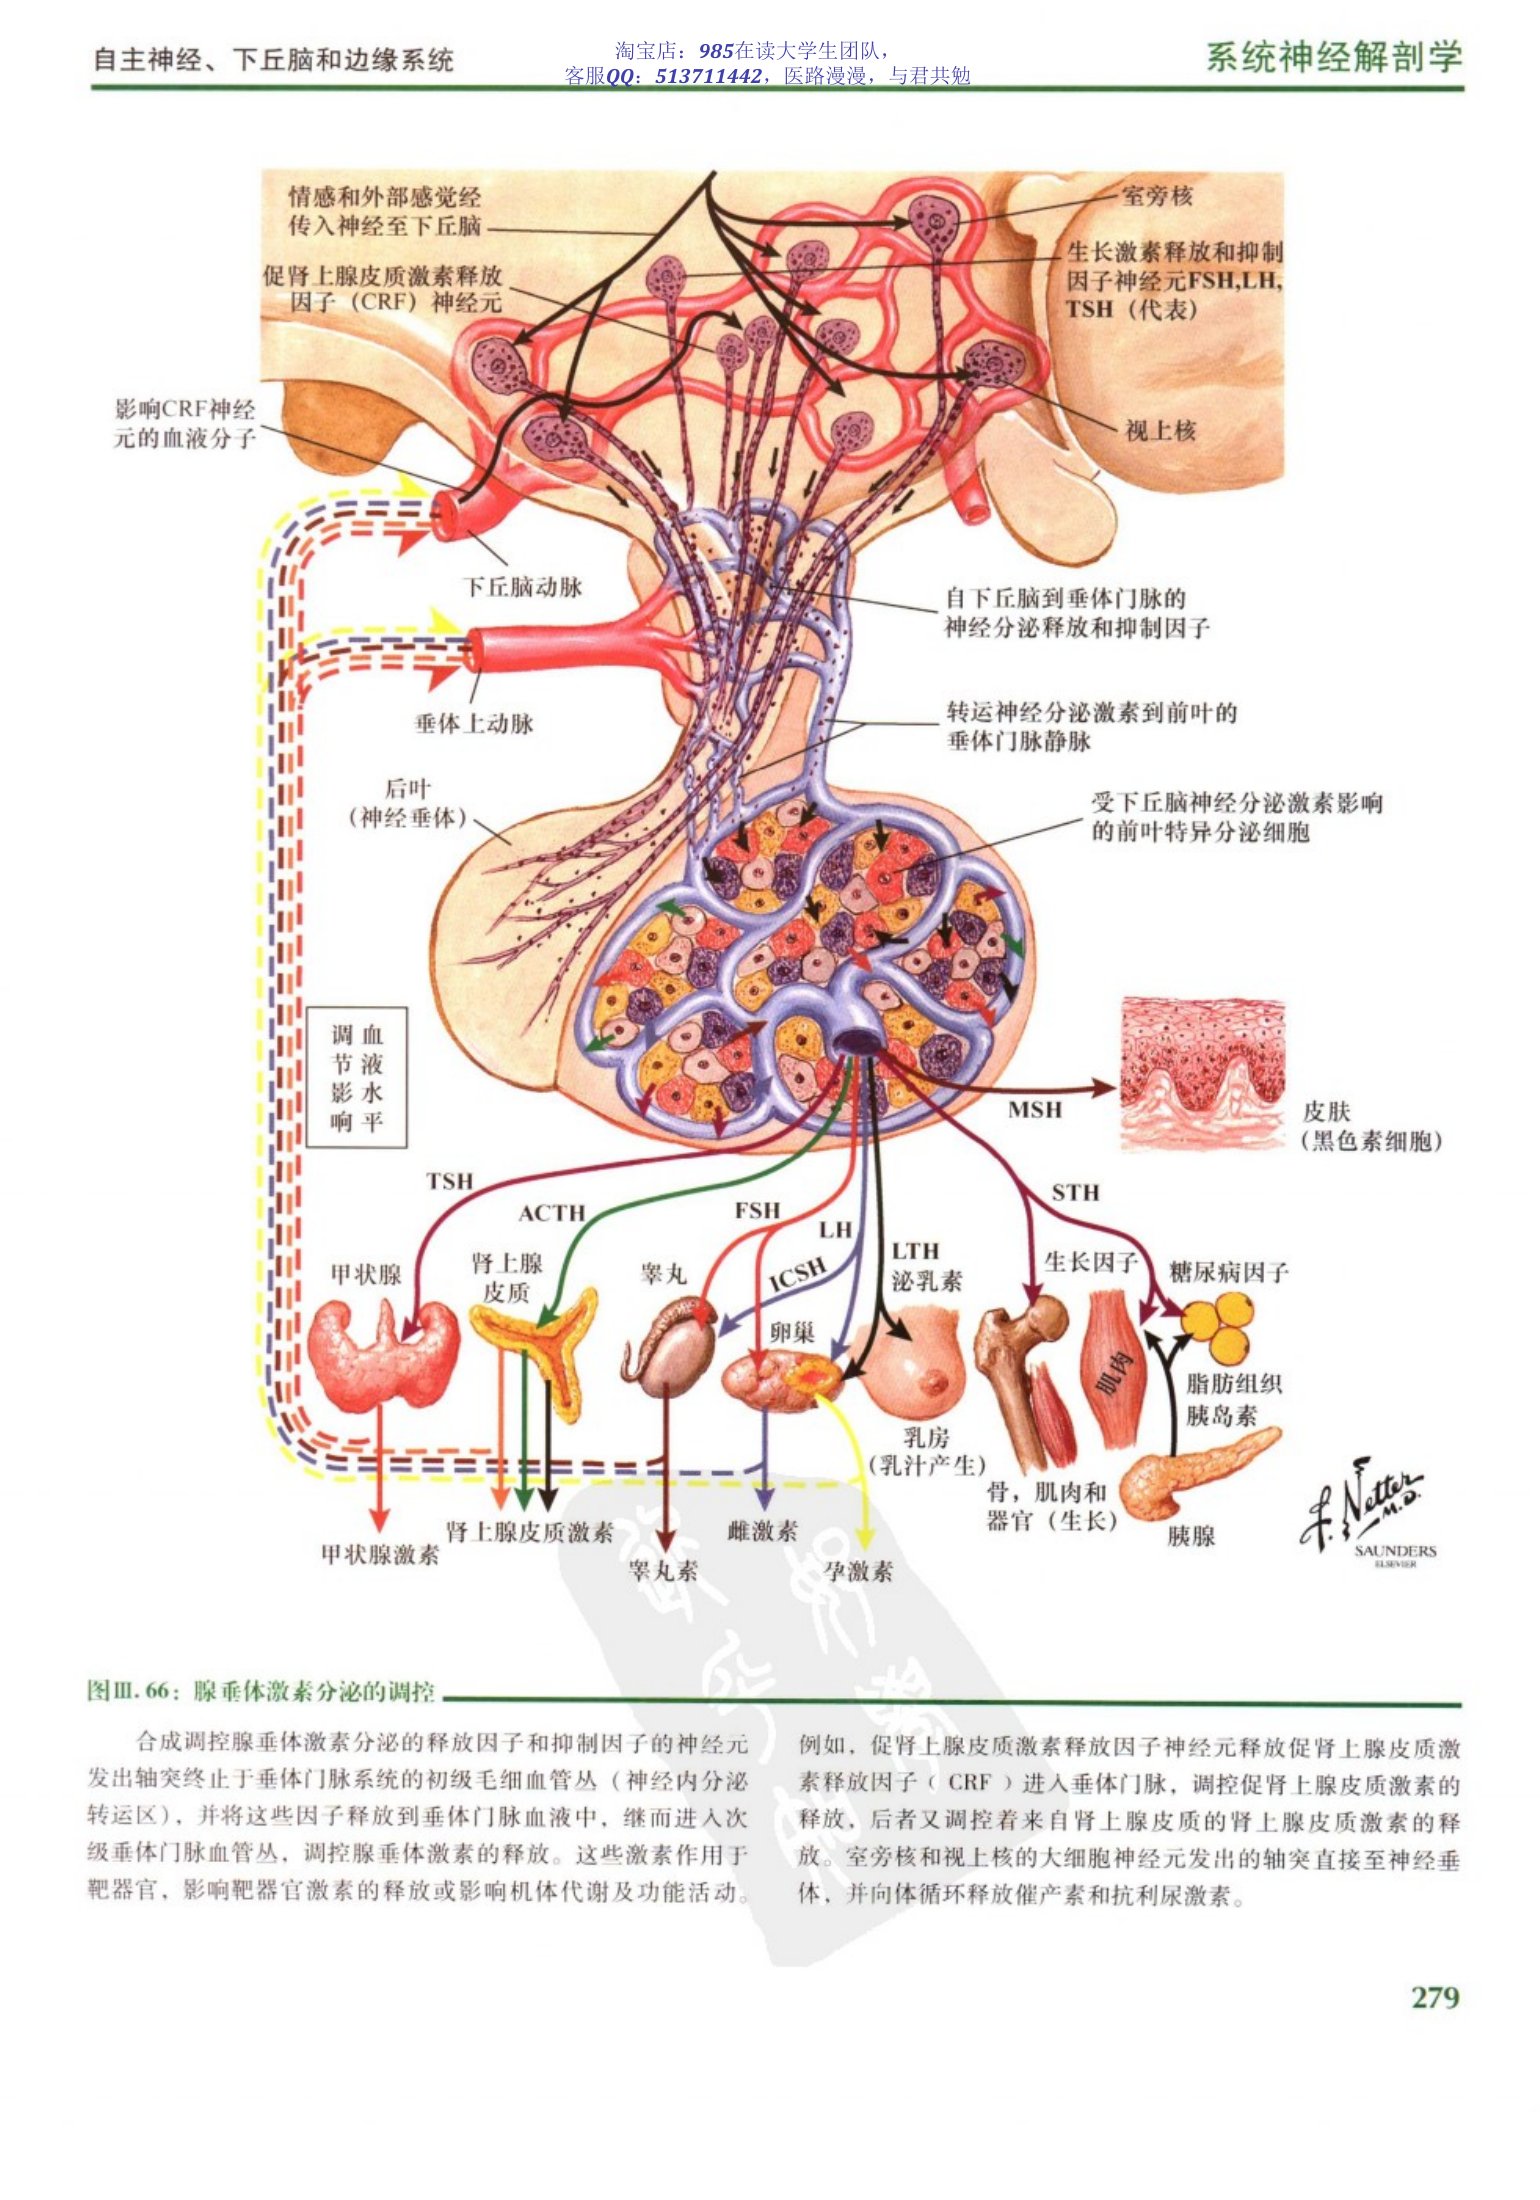 自主神经、下丘脑和边缘系统
淘宝店：985在读大学生团队，
客服QQ：513711442，医路漫漫，与君共勉
系统神经解剖学
情感和外部感觉经
传入神经至下丘脑
促肾上腺皮质激素释放
因子（CRF）神经元
影响CRF神经
元的血液分子
室旁核
生长激素释放和抑制
因子神经元FSH,LH,
TSH（代表）
视上核
下丘脑动脉
自下丘脑到垂体门脉的
神经分泌释放和抑制因子
垂体上动脉
转运神经分泌激素到前叶的
垂体门脉静脉
后叶
(神经垂体)
受下丘脑神经分泌激素影响
的前叶特异分泌细胞
血液水平
调节影响
MSH
皮肤
(黑色素细胞)
TSH
ACTH
FSH
LH
ICSH
LTH
泌乳素
STH
甲状腺
肾上腺
皮质
睾丸
卵巢
生长因子
糖尿病因子
肌肉
脂肪组织
胰岛素
乳房
(乳汁产生)
骨，肌肉和
器官（生长）
胰腺
甲状腺激素
肾上腺皮质激素
睾丸素
雌激素
孕激素
F. Netter
M.D.
SAUNDERS
ELSEVIER
图Ⅲ.66：腺垂体激素分泌的调控
合成调控腺垂体激素分泌的释放因子和抑制因子的神经元
发出轴突终止于垂体门脉系统的初级毛细血管丛（神经内分泌
转运区），并将这些因子释放到垂体门脉血液中，继而进入次
级垂体门脉血管丛，调控腺垂体激素的释放。这些激素作用于
靶器官，影响靶器官激素的释放或影响机体代谢及功能活动。
例如，促肾上腺皮质激素释放因子神经元释放促肾上腺皮质激
素释放因子（CRF）进入垂体门脉，调控促肾上腺皮质激素的
释放，后者又调控着来自肾上腺皮质的肾上腺皮质激素的释
放。室旁核和视上核的大细胞神经元发出的轴突直接至神经垂
体，并向体循环释放催产素和抗利尿激素。
279